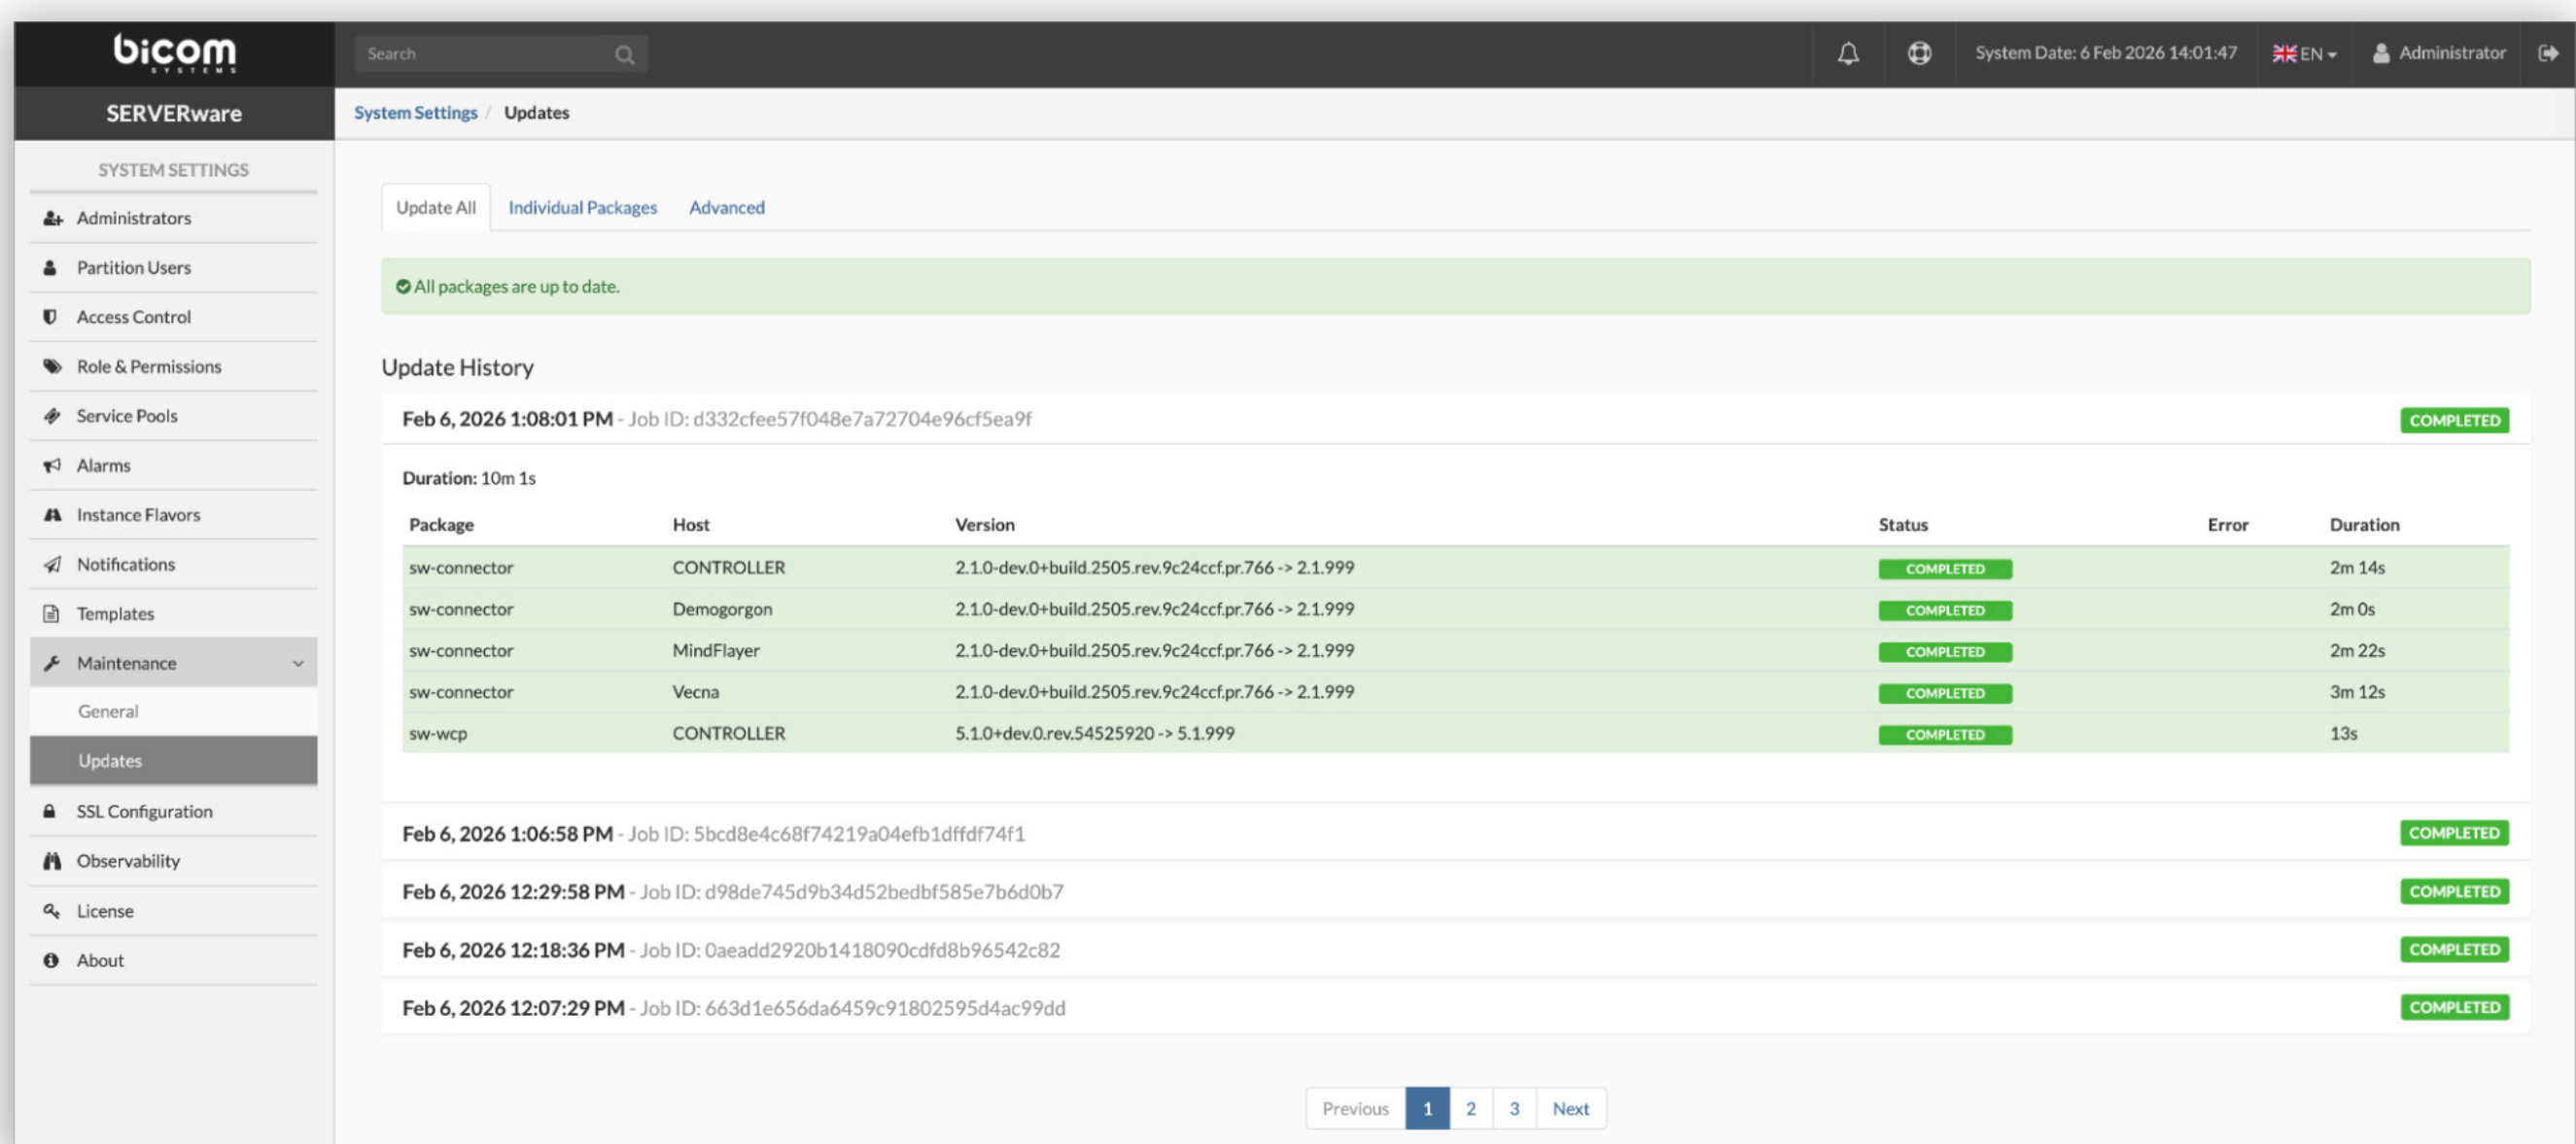 bicom
SYSTEMS
Search
System Date: 6 Feb 2026 14:01:47
EN
Administrator
SERVERware
System Settings / Updates
SYSTEM SETTINGS
Administrators
Partition Users
Access Control
Role & Permissions
Service Pools
Alarms
Instance Flavors
Notifications
Templates
Maintenance
General
Updates
SSL Configuration
Observability
License
About
Update All Individual Packages Advanced
All packages are up to date.
Update History
Feb 6, 2026 1:08:01 PM - Job ID: d332cfee57f048e7a72704e96cf5ea9f COMPLETED
Duration: 10m 1s
Package Host Version Status Error Duration
sw-connector CONTROLLER 2.1.0-dev.0+build.2505.rev.9c24ccf.pr.766 -> 2.1.999 COMPLETED 2m 14s
sw-connector Demogorgon 2.1.0-dev.0+build.2505.rev.9c24ccf.pr.766 -> 2.1.999 COMPLETED 2m 0s
sw-connector MindFlayer 2.1.0-dev.0+build.2505.rev.9c24ccf.pr.766 -> 2.1.999 COMPLETED 2m 22s
sw-connector Vecna 2.1.0-dev.0+build.2505.rev.9c24ccf.pr.766 -> 2.1.999 COMPLETED 3m 12s
sw-wcp CONTROLLER 5.1.0+dev.0.rev.54525920 -> 5.1.999 COMPLETED 13s
Feb 6, 2026 1:06:58 PM - Job ID: 5bcd8e4c68f74219a04efb1dffdf74f1 COMPLETED
Feb 6, 2026 12:29:58 PM - Job ID: d98de745d9b34d52bedbf585e7b6d0b7 COMPLETED
Feb 6, 2026 12:18:36 PM - Job ID: 0aeadd2920b1418090cdfd8b96542c82 COMPLETED
Feb 6, 2026 12:07:29 PM - Job ID: 663d1e656da6459c91802595d4ac99dd COMPLETED
Previous 1 2 3 Next